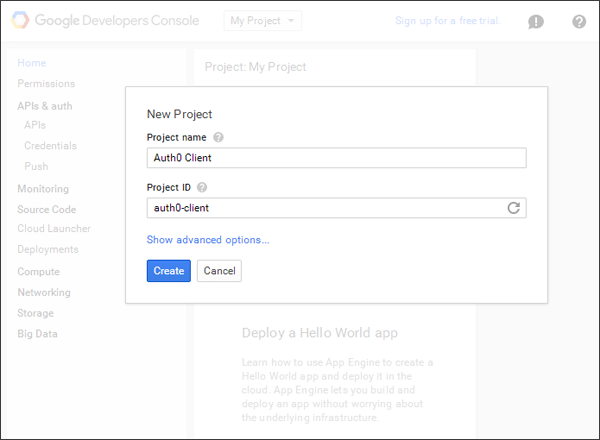 Google Developers Console
My Project
Sign up for a free trial.
Home
Permissions
APIs & auth
APIs
Credentials
Push
Monitoring
Source Code
Cloud Launcher
Deployments
Compute
Networking
Storage
Big Data
Project: My Project
New Project
Project name ?
Auth0 Client
Project ID ?
auth0-client
Show advanced options...
Create Cancel
Deploy a Hello World app
Learn how to use App Engine to create a
Hello World app and deploy it in the
cloud. App Engine lets you build and
deploy an app without worrying about
the underlying infrastructure.